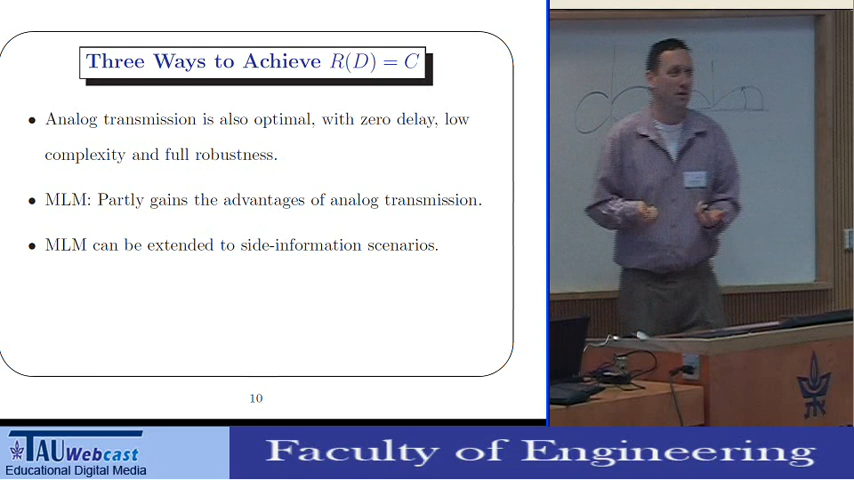 Three Ways to Achieve R(D) = C
• Analog transmission is also optimal, with zero delay, low
complexity and full robustness.
• MLM: Partly gains the advantages of analog transmission.
• MLM can be extended to side-information scenarios.
10
TAU Webcast
Educational Digital Media
Faculty of Engineering